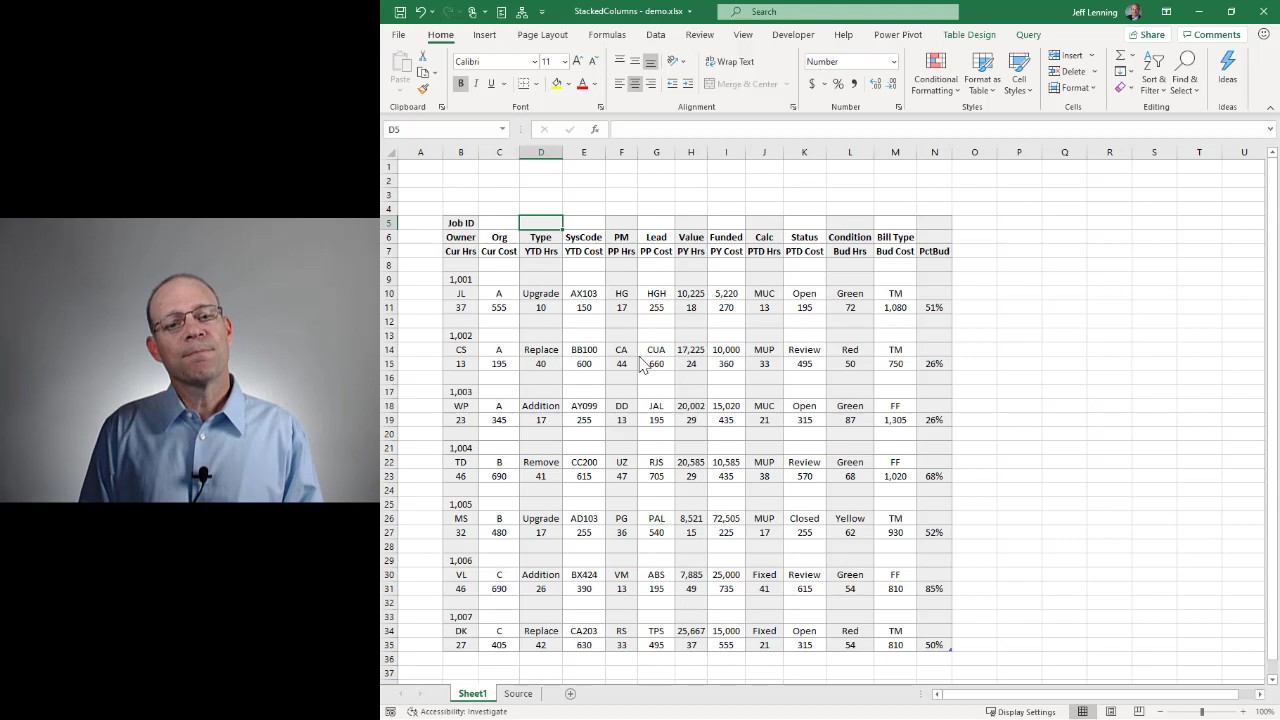 StackedColumns - demo.xlsx Search Jeff Lenning
File Home Insert Page Layout Formulas Data Review View Developer Help Power Pivot Table Design Query Share Comments
Paste Calibri 11 Wrap Text Number Conditional Format as Cell Insert Sort & Find & Ideas
B I U Merge & Center $ % Formatting Table Styles Delete Filter Select
Format
Clipboard Font Alignment Number Styles Cells Editing Ideas
D5 fx
A B C D E F G H I J K L M N O P Q R S T U
1
2
3
4
5 Job ID
6 Owner Org Type SysCode PM Lead Value Funded Calc Status Condition Bill Type
7 Cur Hrs Cur Cost YTD Hrs YTD Cost PP Hrs PP Cost PY Hrs PY Cost PTD Hrs PTD Cost Bud Hrs Bud Cost PctBud
8
9 1,001
10 JL A Upgrade AX103 HG HGH 10,225 5,220 MUC Open Green TM
11 37 555 10 150 17 255 18 270 13 195 72 1,080 51%
12
13 1,002
14 CS A Replace BB100 CA CUA 17,225 10,000 MUP Review Red TM
15 13 195 40 600 44 660 24 360 33 495 50 750 26%
16
17 1,003
18 WP A Addition AY099 DD JAL 20,002 15,020 MUC Open Green FF
19 23 345 17 255 13 195 29 435 21 315 87 1,305 26%
20
21 1,004
22 TD B Remove CC200 UZ RJS 20,585 10,585 MUP Review Green FF
23 46 690 41 615 47 705 29 435 38 570 68 1,020 68%
24
25 1,005
26 MS B Upgrade AD103 PG PAL 8,521 72,505 MUP Closed Yellow TM
27 32 480 17 255 36 540 15 225 17 255 62 930 52%
28
29 1,006
30 VL C Addition BX424 VM ABS 7,885 25,000 Fixed Review Green FF
31 46 690 26 390 13 195 49 735 41 615 54 810 85%
32
33 1,007
34 DK C Replace CA203 RS TPS 25,667 15,000 Fixed Open Red TM
35 27 405 42 630 33 495 37 555 21 315 54 810 50%
36
37
Sheet1 Source
Accessibility: Investigate Display Settings 100%